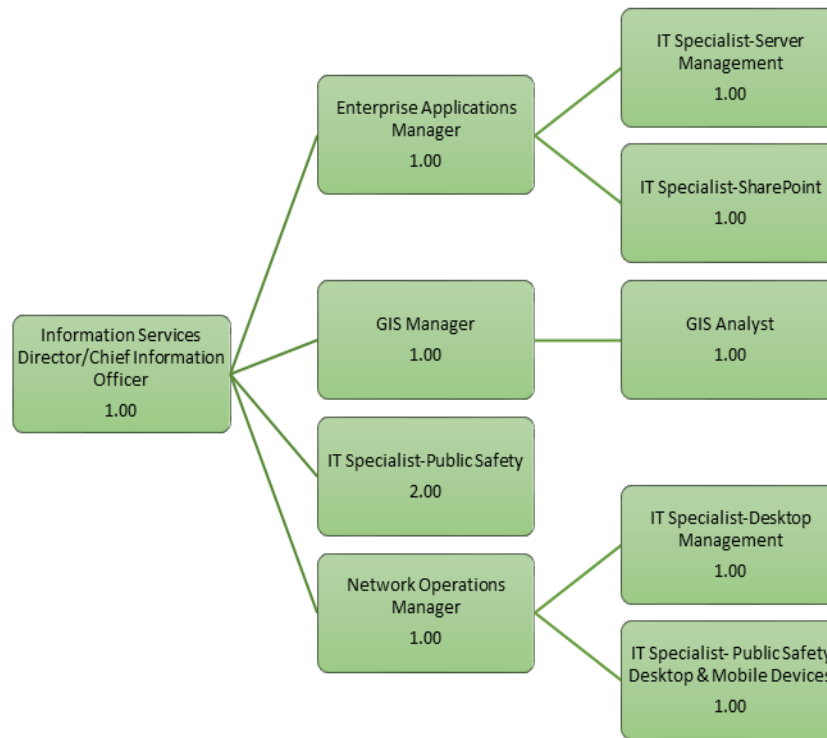 Information Services
Director/Chief Information
Officer
1.00
Enterprise Applications
Manager
1.00
IT Specialist-Server
Management
1.00
IT Specialist-SharePoint
1.00
GIS Manager
1.00
GIS Analyst
1.00
IT Specialist-Public Safety
2.00
Network Operations
Manager
1.00
IT Specialist-Desktop
Management
1.00
IT Specialist- Public Safety
Desktop & Mobile Devices
1.00